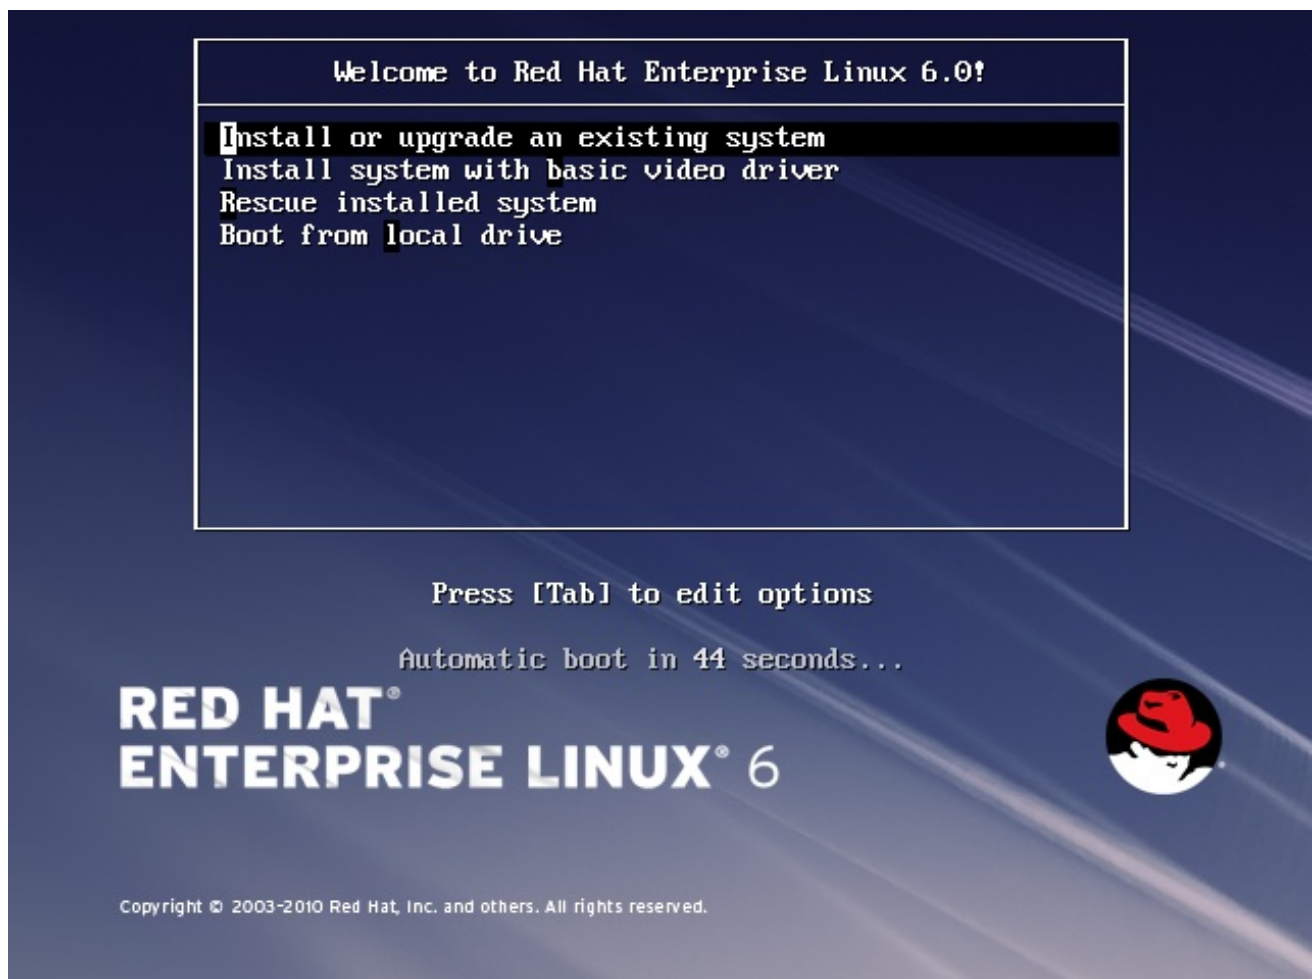 Welcome to Red Hat Enterprise Linux 6.0!
Install or upgrade an existing system
Install system with basic video driver
Rescue installed system
Boot from local drive
Press [Tab] to edit options
Automatic boot in 44 seconds...
RED HAT®
ENTERPRISE LINUX® 6
Copyright © 2003-2010 Red Hat, Inc. and others. All rights reserved.